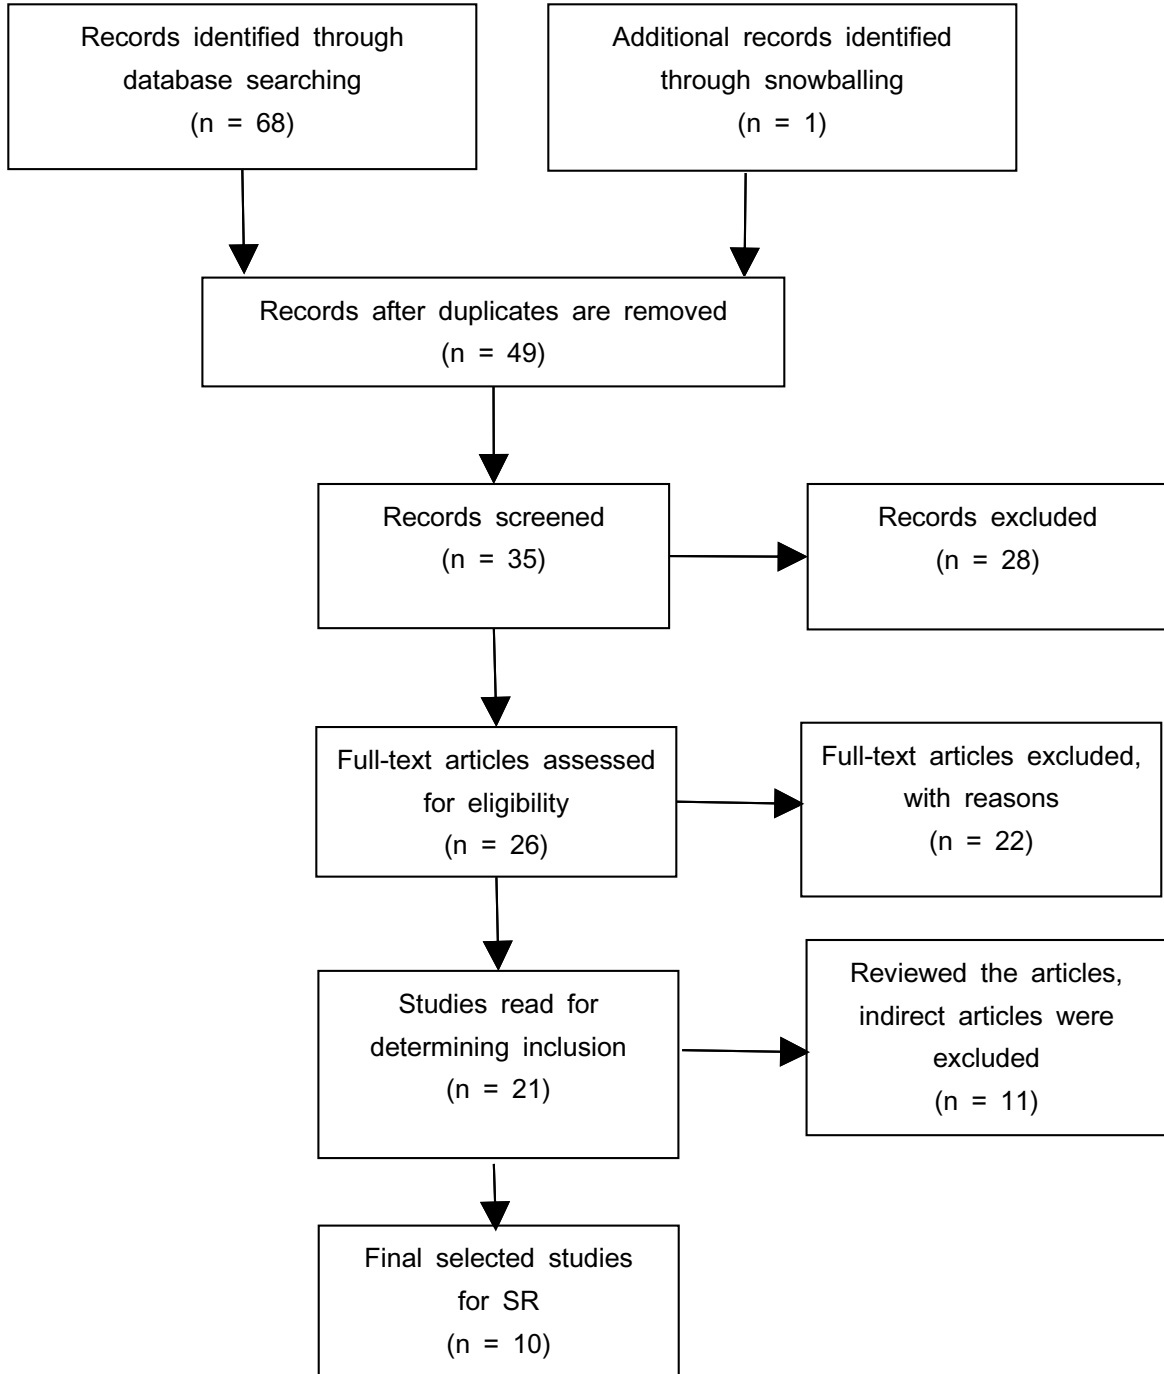 Records identified through
database searching
(n = 68)
Additional records identified
through snowballing
(n = 1)
Records after duplicates are removed
(n = 49)
Records screened
(n = 35)
Records excluded
(n = 28)
Full-text articles assessed
for eligibility
(n = 26)
Full-text articles excluded,
with reasons
(n = 22)
Studies read for
determining inclusion
(n = 21)
Reviewed the articles,
indirect articles were
excluded
(n = 11)
Final selected studies
for SR
(n = 10)